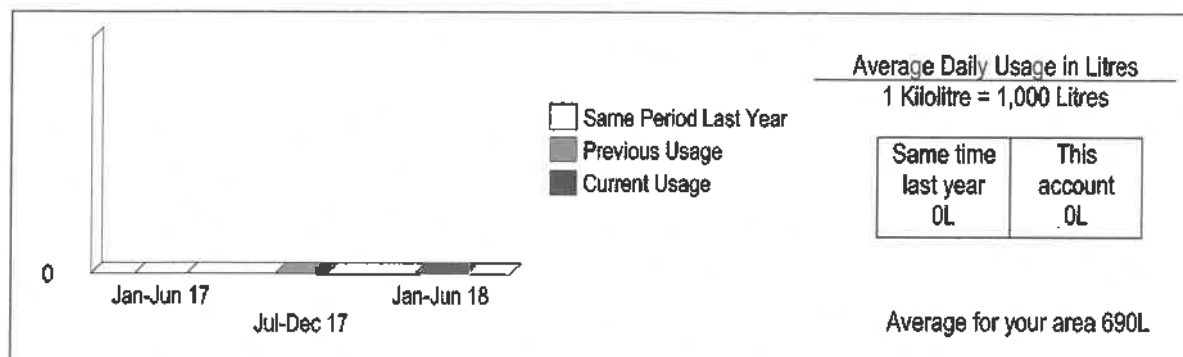 Average Daily Usage in Litres
1 Kilolitre = 1,000 Litres
Same Period Last Year
Previous Usage
Current Usage
Same time
last year
0L
This
account
0L
0
Jan-Jun 17
Jul-Dec 17
Jan-Jun 18
Average for your area 690L